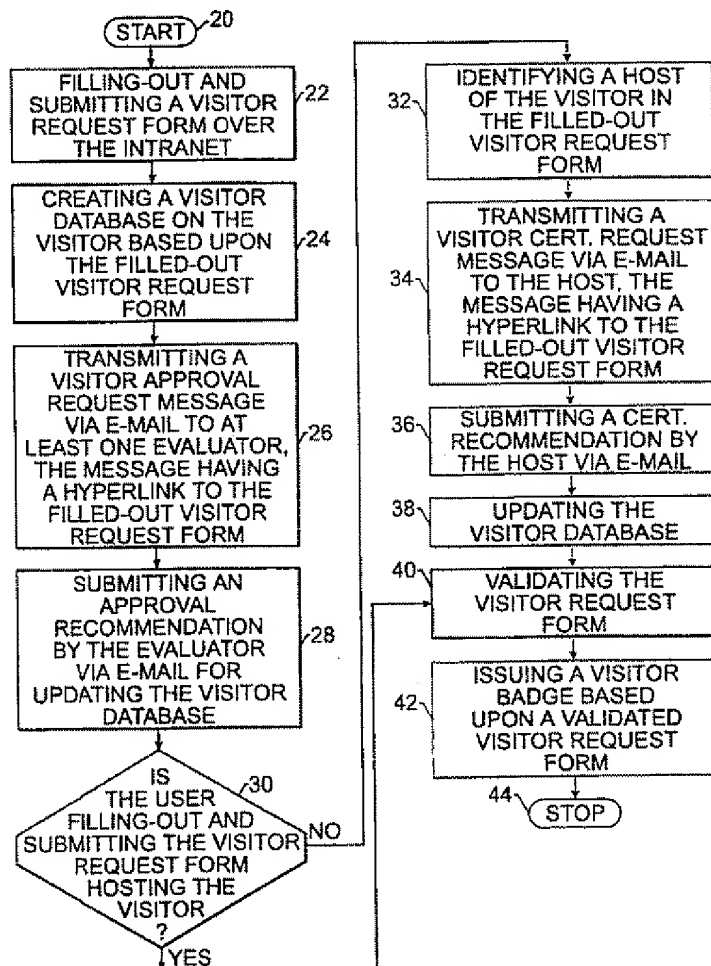 START
20
FILLING-OUT AND
SUBMITTING A VISITOR
REQUEST FORM OVER
THE INTRANET
22
CREATING A VISITOR
DATABASE ON THE
VISITOR BASED UPON
THE FILLED-OUT
VISITOR REQUEST
FORM
24
TRANSMITTING A
VISITOR APPROVAL
REQUEST MESSAGE
VIA E-MAIL TO AT
LEAST ONE EVALUATOR,
THE MESSAGE HAVING
A HYPERLINK TO THE
FILLED-OUT VISITOR
REQUEST FORM
26
SUBMITTING AN
APPROVAL
RECOMMENDATION
BY THE EVALUATOR
VIA E-MAIL FOR
UPDATING THE VISITOR
DATABASE
28
IS
THE USER
FILLING-OUT AND
SUBMITTING THE VISITOR
REQUEST FORM
HOSTING THE
VISITOR
?
30
NO
YES
32
IDENTIFYING A HOST
OF THE VISITOR IN
THE FILLED-OUT
VISITOR REQUEST
FORM
34
TRANSMITTING A
VISITOR CERT. REQUEST
MESSAGE VIA E-MAIL
TO THE HOST, THE
MESSAGE HAVING A
HYPERLINK TO THE
FILLED-OUT VISITOR
REQUEST FORM
36
SUBMITTING A CERT.
RECOMMENDATION BY
THE HOST VIA E-MAIL
38
UPDATING THE
VISITOR DATABASE
40
VALIDATING THE
VISITOR REQUEST
FORM
42
ISSUING A VISITOR
BADGE BASED
UPON A VALIDATED
VISITOR REQUEST
FORM
44
STOP